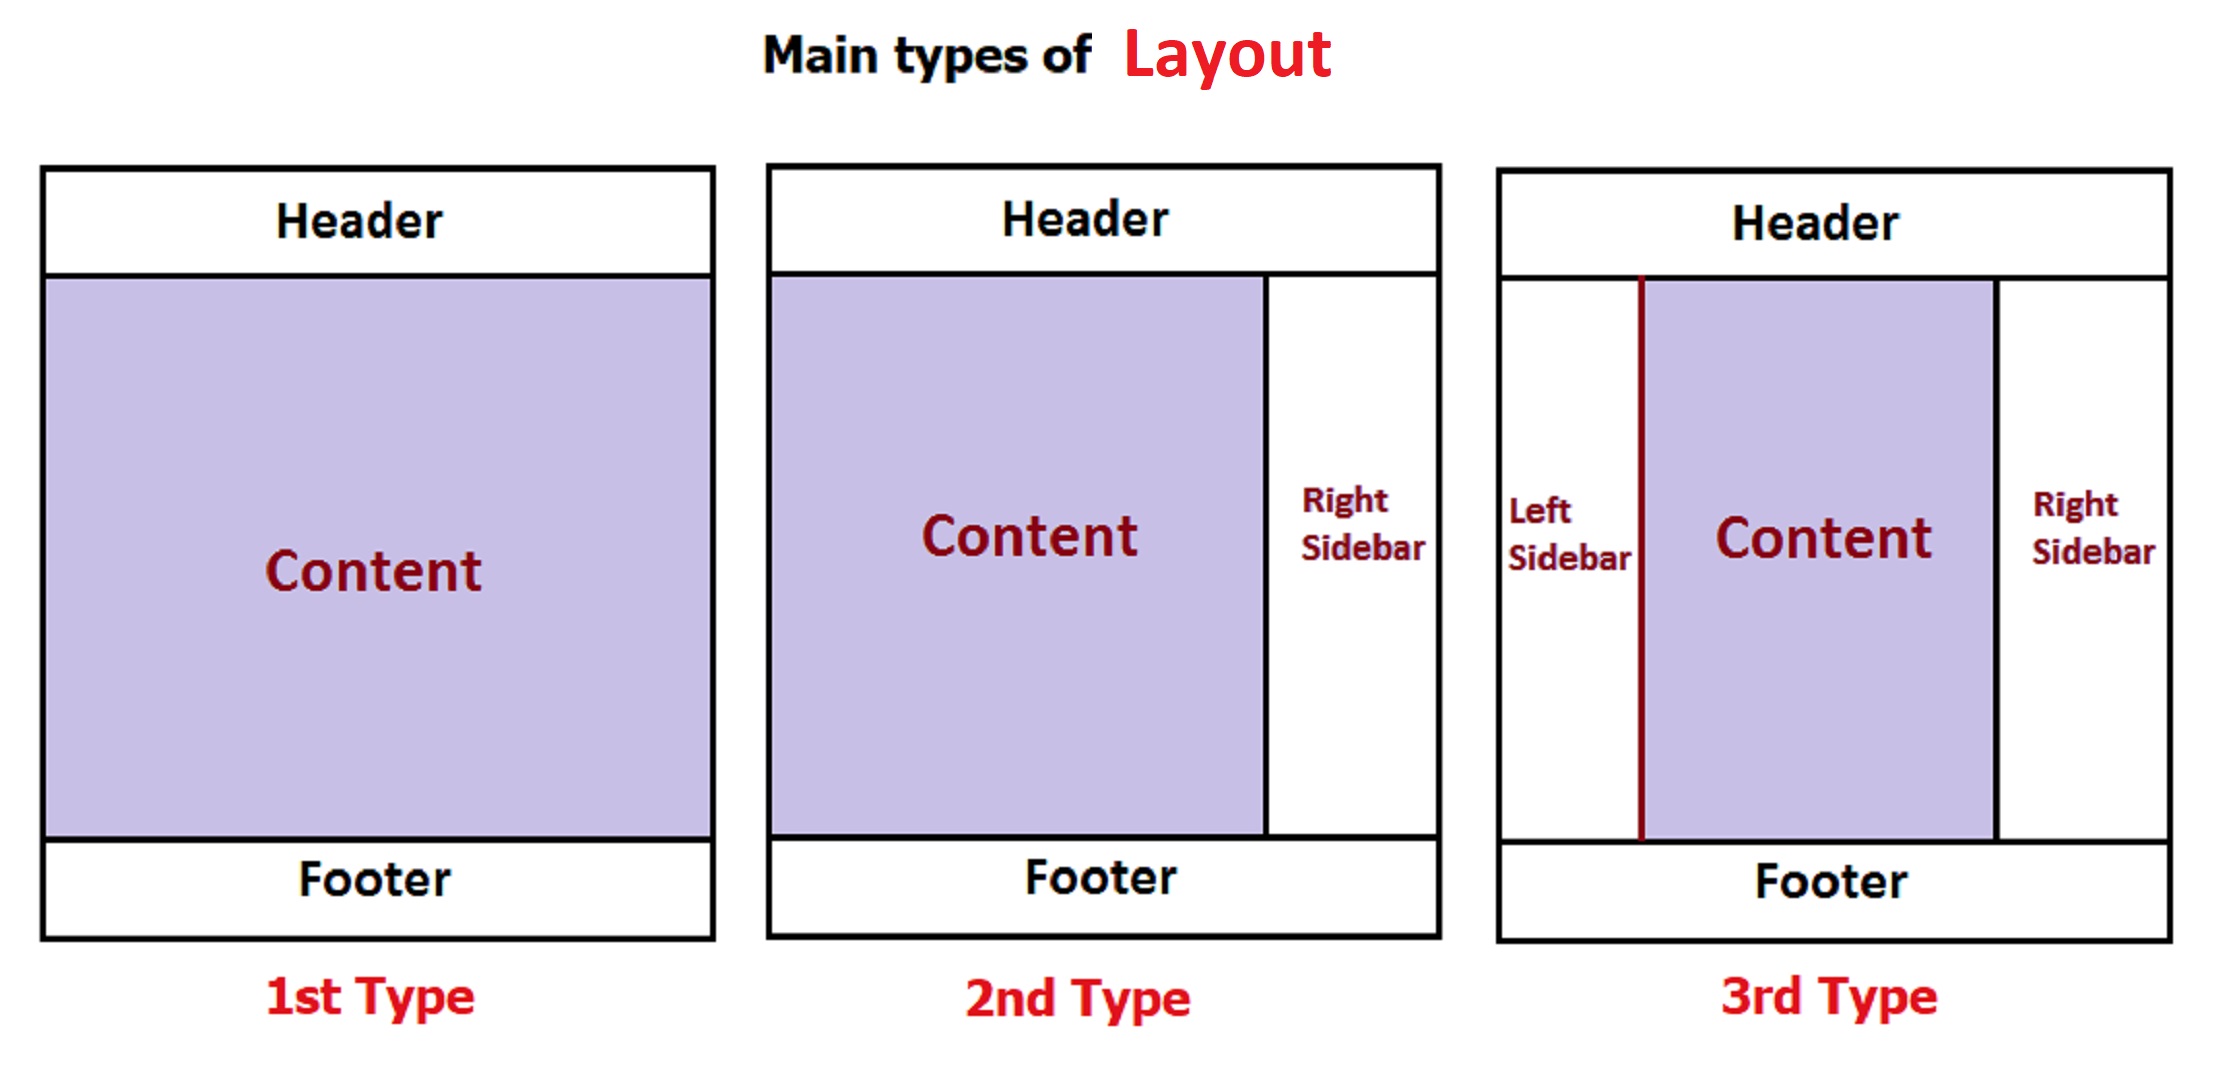 Main types of Layout
Header
Content
Footer
1st Type
Header
Content
Right
Sidebar
Footer
2nd Type
Header
Left
Sidebar
Content
Right
Sidebar
Footer
3rd Type